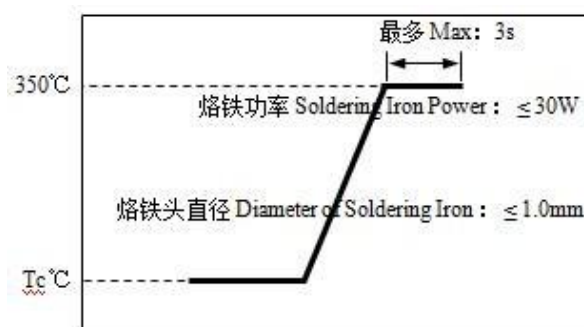 最多 Max：3s
350℃
烙铁功率 Soldering Iron Power：≤30W
烙铁头直径 Diameter of Soldering Iron：≤1.0mm
Tc℃